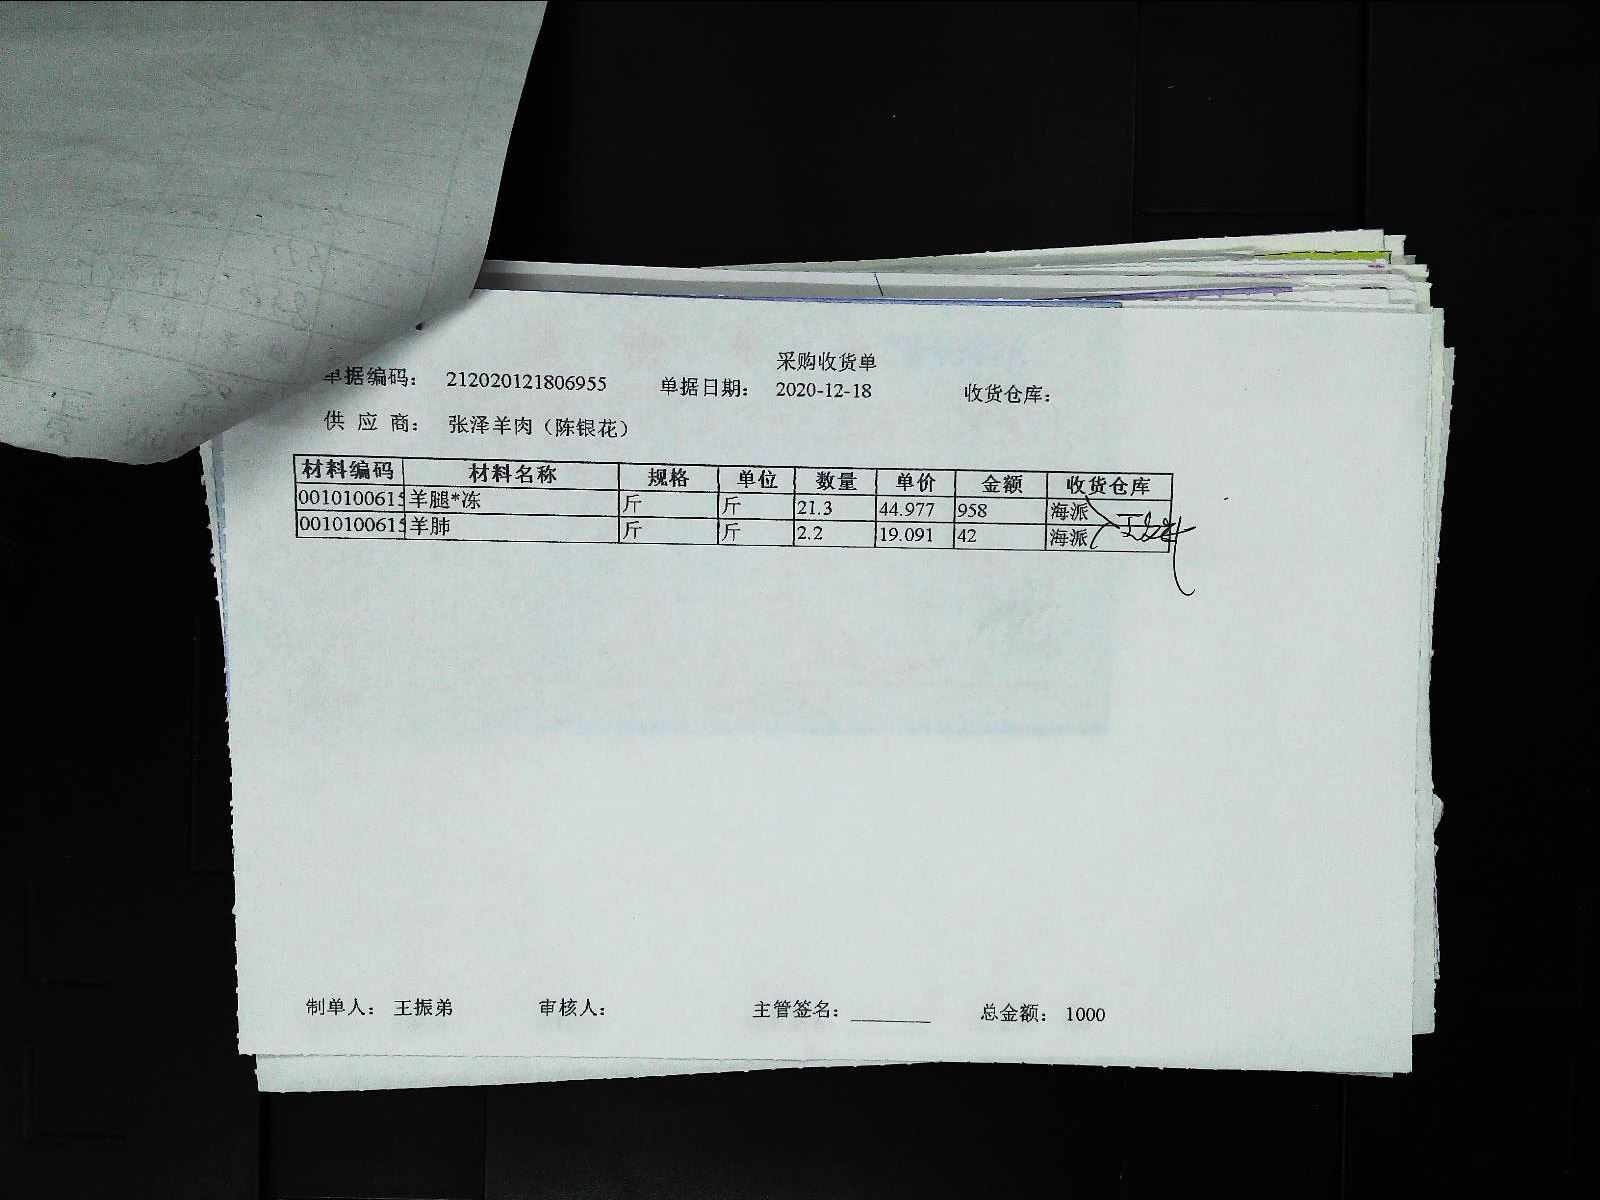 采购收货单
单据编码： 212020121806955 单据日期： 2020-12-18 收货仓库：
供 应 商： 张泽羊肉（陈银花）
材料编码 材料名称 规格 单位 数量 单价 金额 收货仓库
0010100615 羊腿*冻 斤 斤 21.3 44.977 958 海派
0010100615 羊肺 斤 斤 2.2 19.091 42 海派
制单人： 王振弟 审核人： 主管签名：________ 总金额： 1000